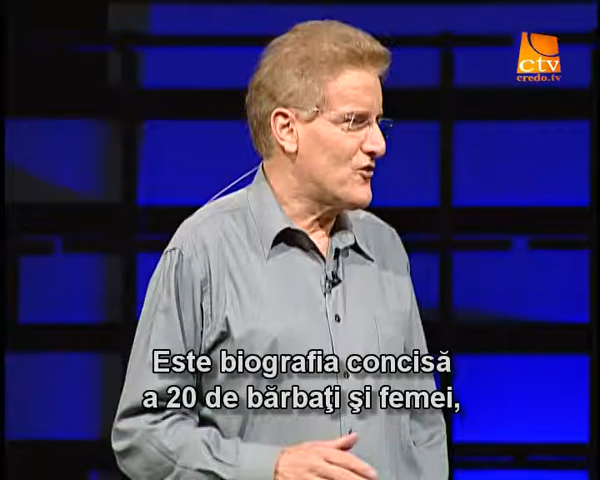 ctv
credo.tv
Este biografia concisă
a 20 de bărbaţi şi femei,